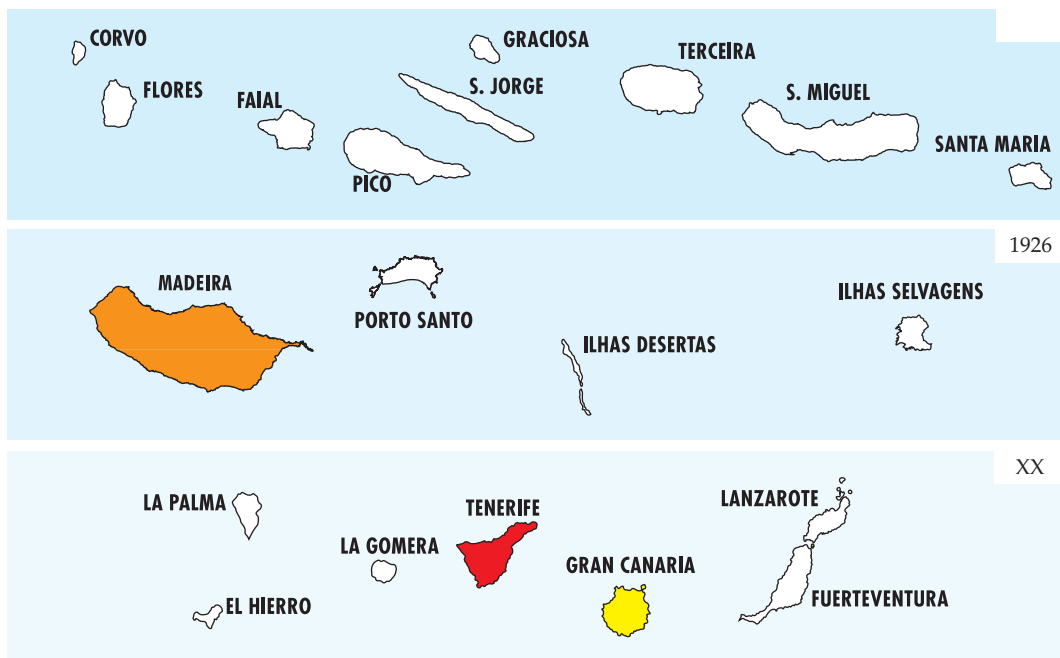 CORVO
FLORES
FAIAL
PICO
GRACIOSA
S. JORGE
TERCEIRA
S. MIGUEL
SANTA MARIA
1926
MADEIRA
PORTO SANTO
ILHAS DESERTAS
ILHAS SELVAGENS
XX
LA PALMA
EL HIERRO
LA GOMERA
TENERIFE
GRAN CANARIA
LANZAROTE
FUERTEVENTURA